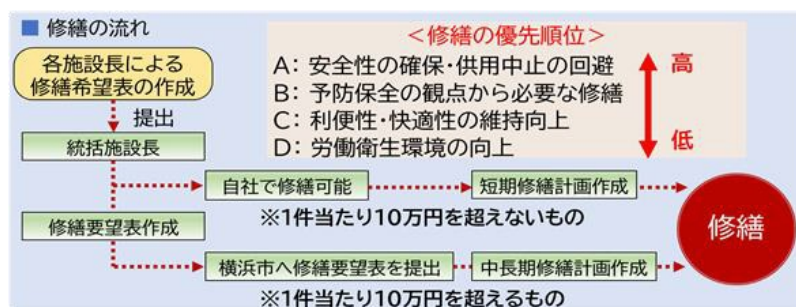 ■ 修繕の流れ
各施設長による
修繕希望表の作成
提出
統括施設長
修繕要望表作成
<修繕の優先順位>
A: 安全性の確保・供用中止の回避
B: 予防保全の観点から必要な修繕
C: 利便性・快適性の維持向上
D: 労働衛生環境の向上
高
低
自社で修繕可能
短期修繕計画作成
※1件当たり10万円を超えないもの
横浜市へ修繕要望表を提出
中長期修繕計画作成
※1件当たり10万円を超えるもの
修繕